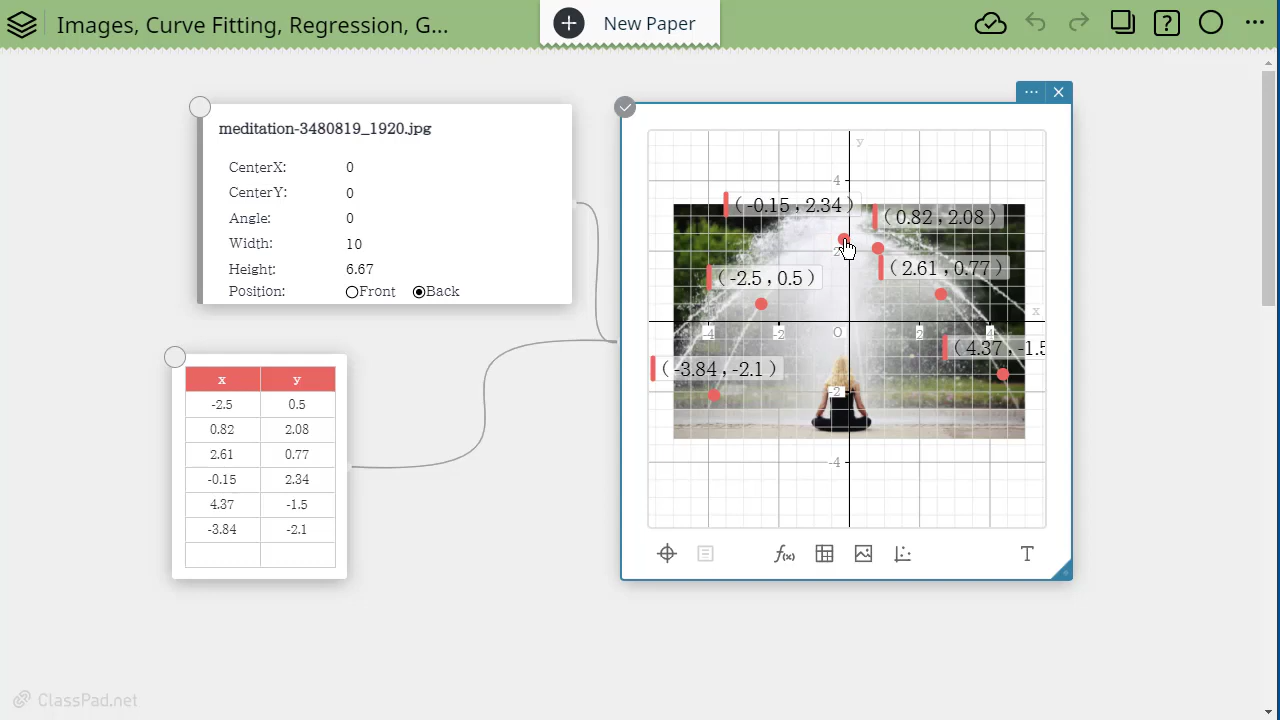 Images, Curve Fitting, Regression, G...
New Paper
meditation-3480819_1920.jpg
CenterX: 0
CenterY: 0
Angle: 0
Width: 10
Height: 6.67
Position: Front Back
x y
-2.5 0.5
0.82 2.08
2.61 0.77
-0.15 2.34
4.37 -1.5
-3.84 -2.1
y
4
( -0.15 , 2.34 )
( 0.82 , 2.08 )
2
( 2.61 , 0.77 )
( -2.5 , 0.5 )
x
-4 -2 O 2 4
( 4.37 , -1.5
( -3.84 , -2.1 )
-2
-4
f(x)
T
ClassPad.net